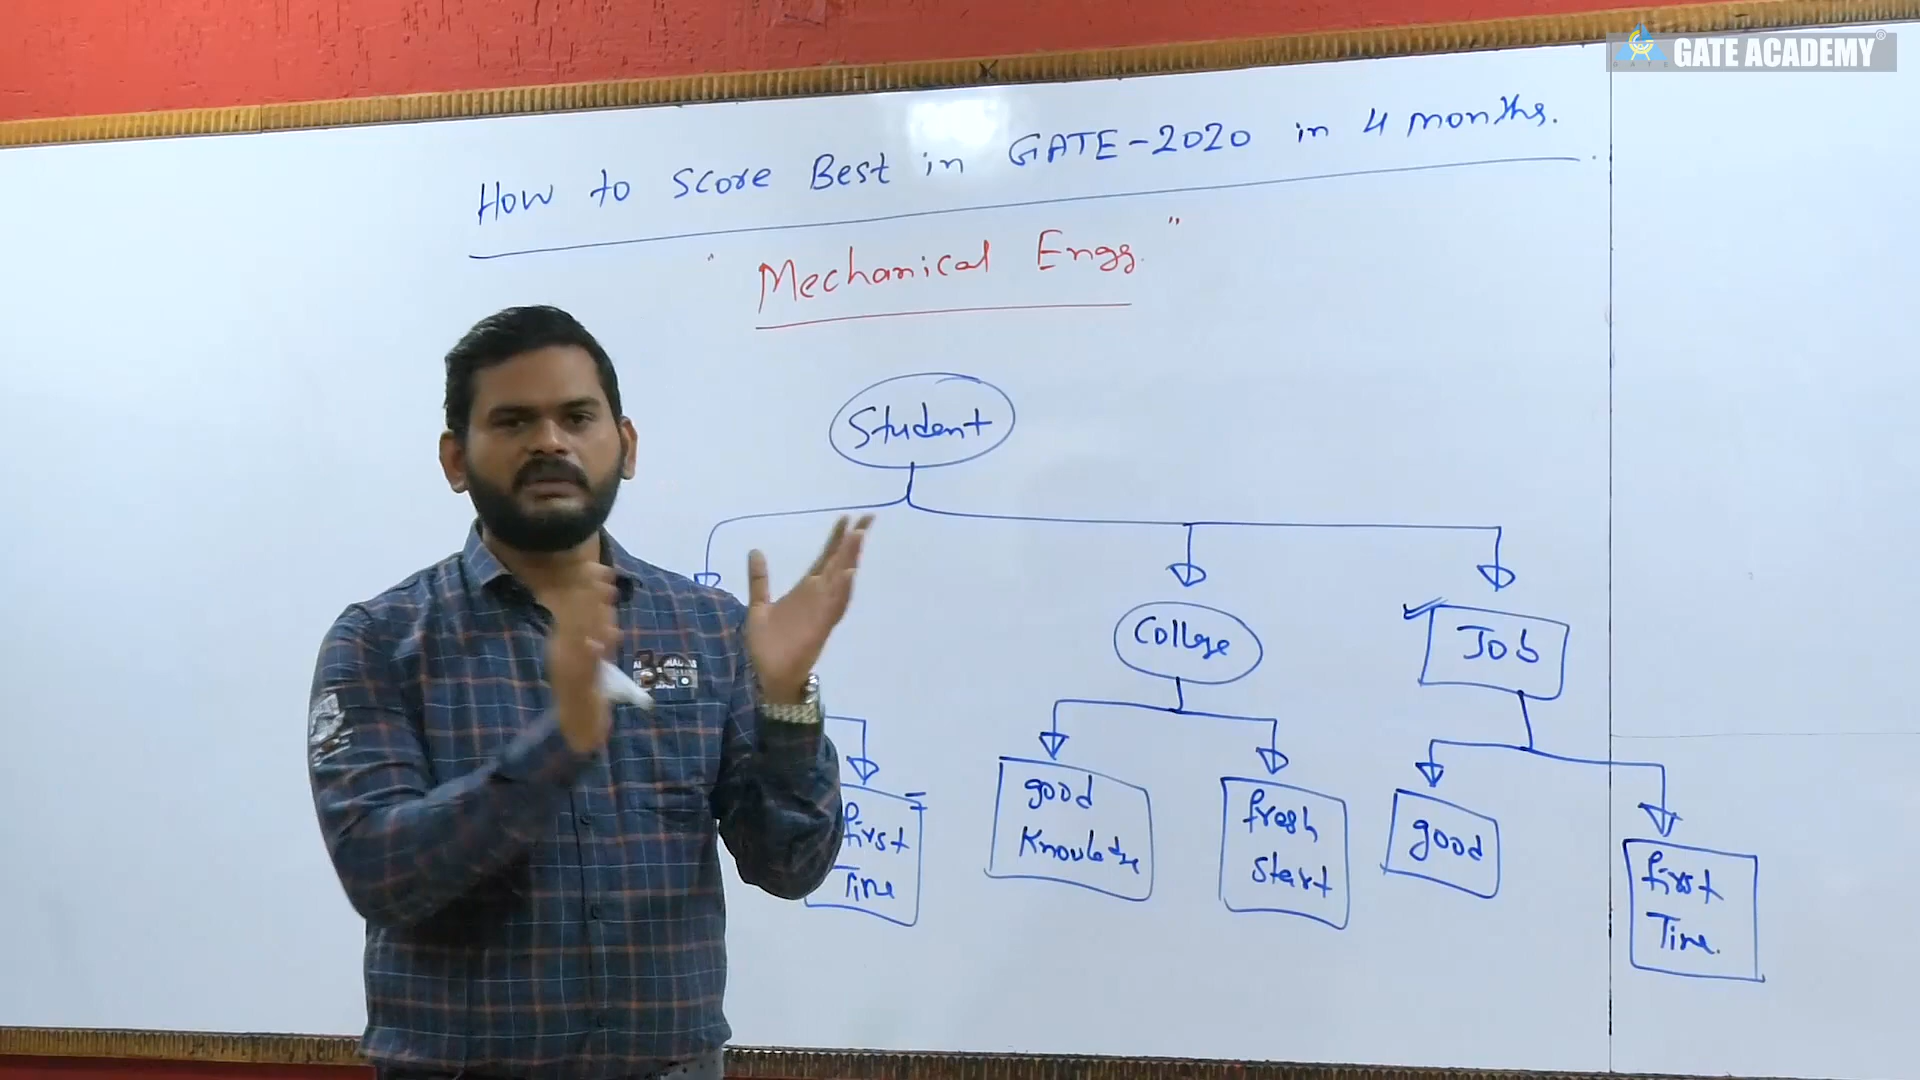 GATE ACADEMY
How to Score Best in GATE-2020 in 4 months.
"Mechanical Engg."
Student
College
Job
good
Knowledge
fresh
start
good
first
Time
first
Time.